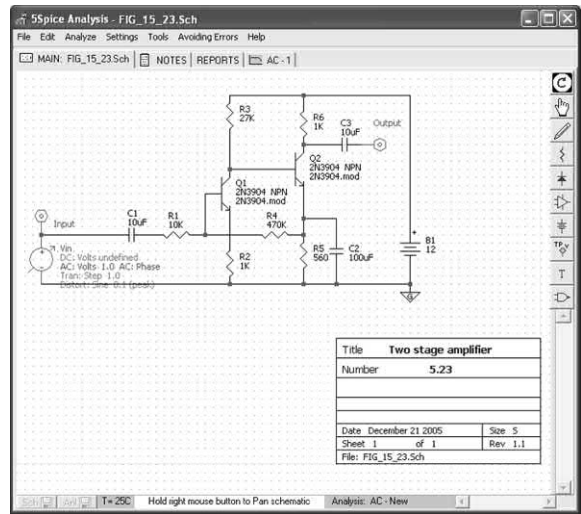 5Spice Analysis - FIG_15_23.Sch
File Edit Analyze Settings Tools Avoiding Errors Help
MAIN: FIG_15_23.Sch NOTES REPORTS AC - 1
R3
27K
R6
1K
C3
10uF
Output
Q2
2N3904 NPN
2N3904.mod
Q1
2N3904 NPN
2N3904.mod
Input
C1
10uF
R1
10K
R4
470K
Vin
DC: Volts undefined
AC: Volts 1.0 AC: Phase
Tran: Step 1.0
Distort: Sine 0.1 (peak)
R2
1K
R5
560
C2
100uF
+
B1
12
TP
T
Title Two stage amplifier
Number 5.23
Date December 21 2005 Size S
Sheet 1 of 1 Rev 1.1
File: FIG_15_23.Sch
T= 25C Hold right mouse button to Pan schematic Analysis: AC - New